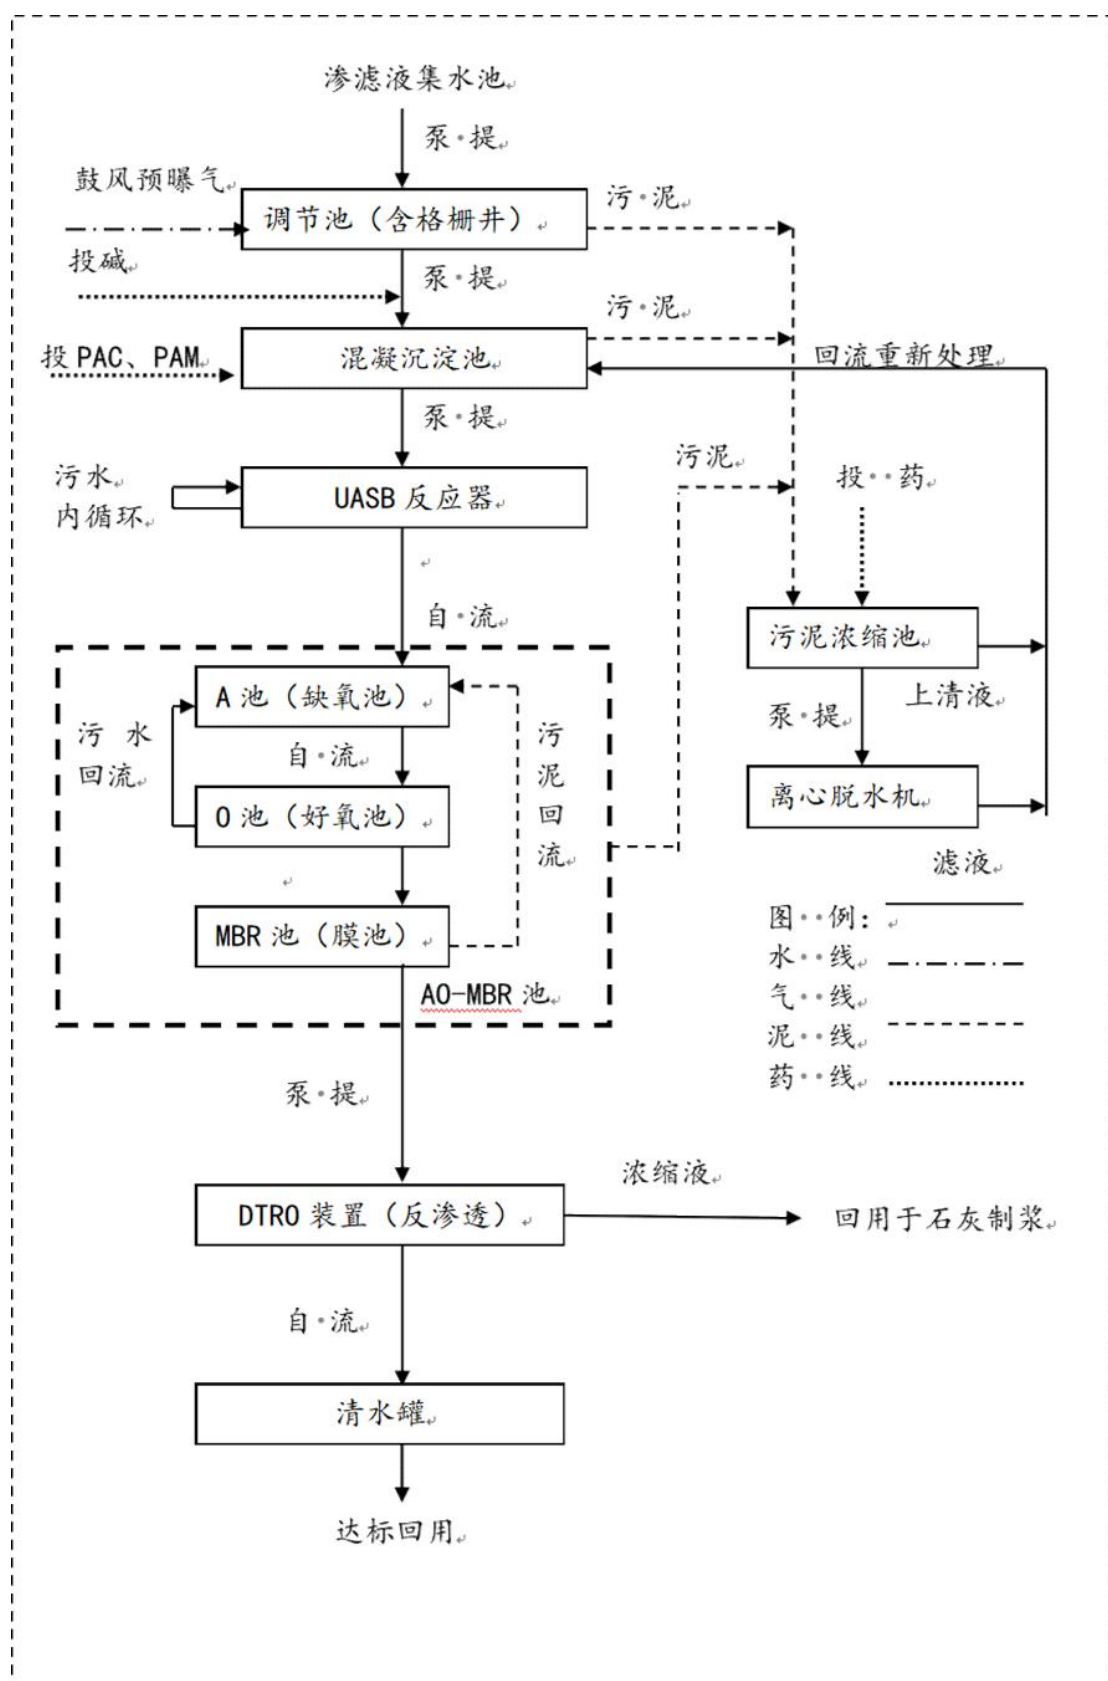 渗滤液集水池
泵·提
鼓风预曝气
污·泥
调节池（含格栅井）
投碱
泵·提
污·泥
投PAC、PAM
混凝沉淀池
回流重新处理
泵·提
污泥
污水
内循环
UASB反应器
投··药
自·流
污泥浓缩池
A池（缺氧池）
上清液
污 水
回流
泵·提
自·流
污
泥
回
流
O池（好氧池）
离心脱水机
滤液
MBR池（膜池）
AO-MBR池
图··例：
水··线
气··线
泥··线
药··线
泵·提
浓缩液
DTRO装置（反渗透）
回用于石灰制浆
自·流
清水罐
达标回用